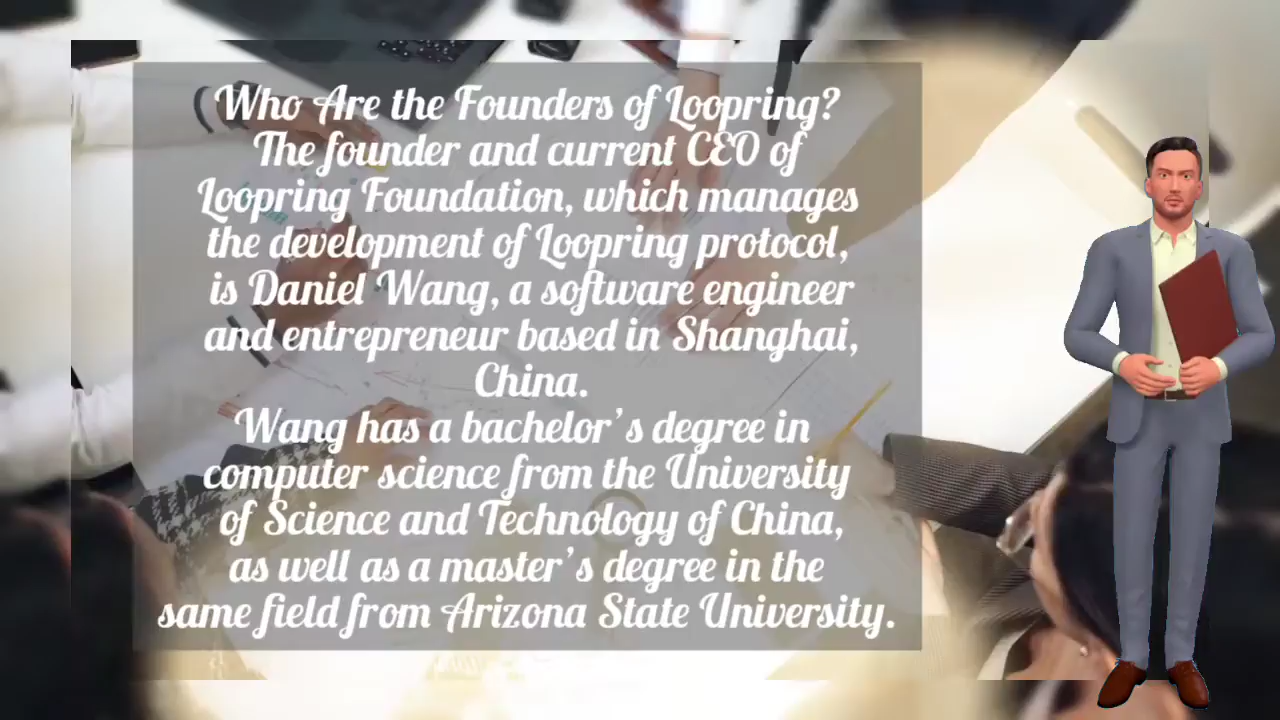 Who Are the Founders of Loopring?
The founder and current CEO of
Loopring Foundation, which manages
the development of Loopring protocol,
is Daniel Wang, a software engineer
and entrepreneur based in Shanghai,
China.
Wang has a bachelor’s degree in
computer science from the University
of Science and Technology of China,
as well as a master’s degree in the
same field from Arizona State University.